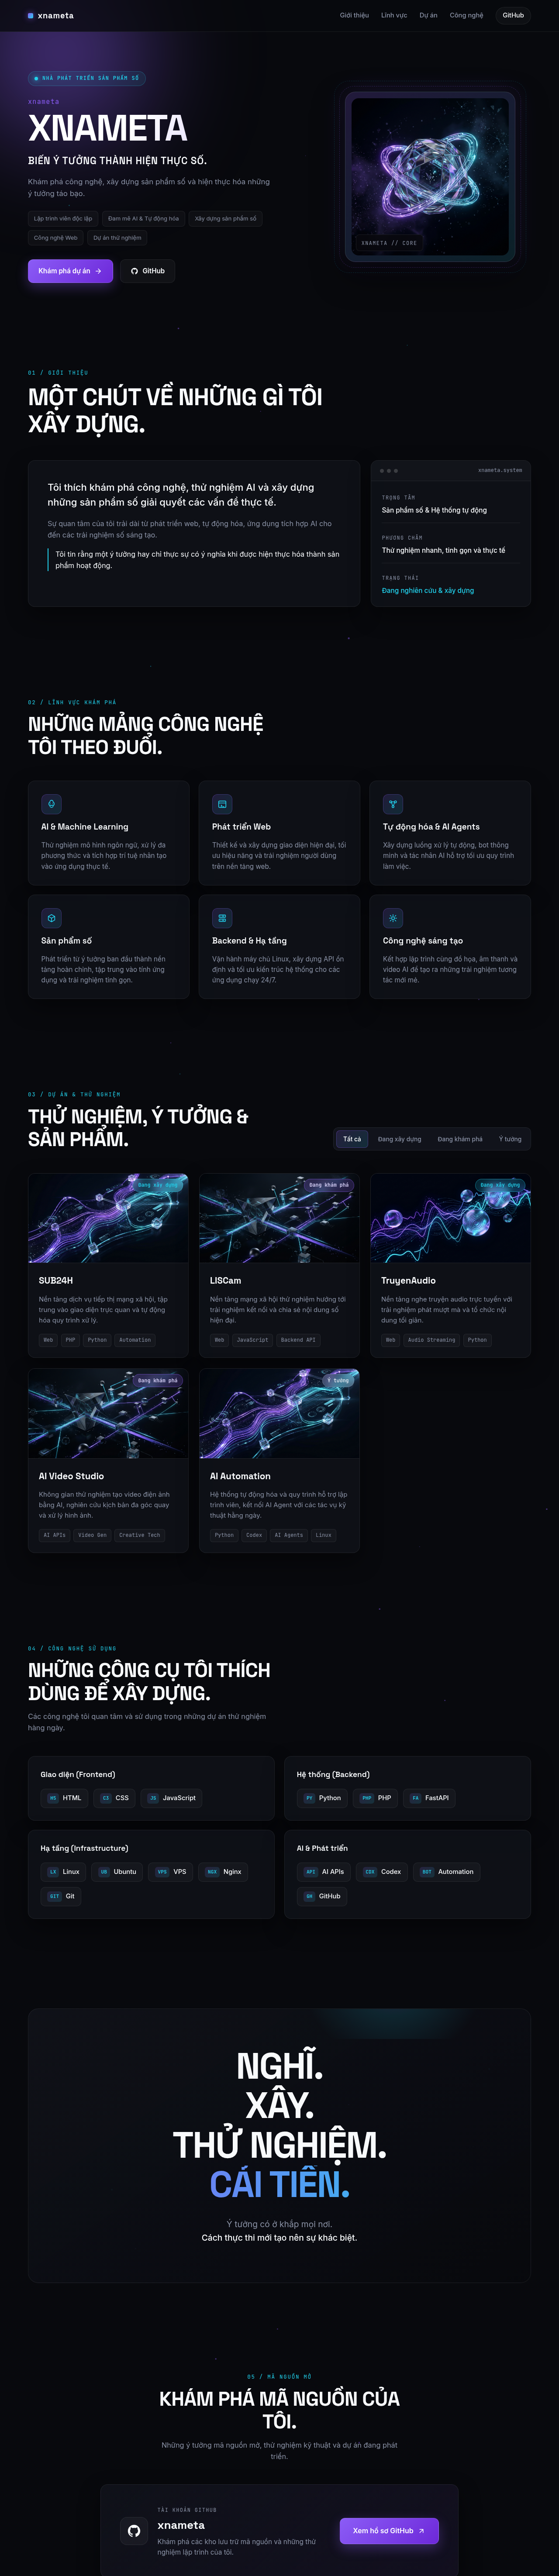 xnameta
Giới thiệu
Lĩnh vực
Dự án
Công nghệ
GitHub
NHÀ PHÁT TRIỂN SẢN PHẨM SỐ
xnameta
XNAMETA
BIẾN Ý TƯỞNG THÀNH HIỆN THỰC SỐ.
Khám phá công nghệ, xây dựng sản phẩm số và hiện thực hóa những
ý tưởng táo bạo.
Lập trình viên độc lập
Đam mê AI & Tự động hóa
Xây dựng sản phẩm số
Công nghệ Web
Dự án thử nghiệm
Khám phá dự án →
GitHub
XNAMETA // CORE
01 / GIỚI THIỆU
MỘT CHÚT VỀ NHỮNG GÌ TÔI
XÂY DỰNG.
Tôi thích khám phá công nghệ, thử nghiệm AI và xây dựng
những sản phẩm số giải quyết các vấn đề thực tế.
Sự quan tâm của tôi trải dài từ phát triển web, tự động hóa, ứng dụng tích hợp AI cho
đến các trải nghiệm số sáng tạo.
Tôi tin rằng một ý tưởng hay chỉ thực sự có ý nghĩa khi được hiện thực hóa thành sản
phẩm hoạt động.
xnameta.system
TRỌNG TÂM
Sản phẩm số & Hệ thống tự động
PHƯƠNG CHÂM
Thử nghiệm nhanh, tinh gọn và thực tế
TRẠNG THÁI
Đang nghiên cứu & xây dựng
02 / LĨNH VỰC KHÁM PHÁ
NHỮNG MẢNG CÔNG NGHỆ
TÔI THEO ĐUỔI.
AI & Machine Learning
Thử nghiệm mô hình ngôn ngữ, xử lý đa
phương thức và tích hợp trí tuệ nhân tạo
vào ứng dụng thực tế.
Phát triển Web
Thiết kế và xây dựng giao diện hiện đại, tối
ưu hiệu năng và trải nghiệm người dùng
trên nền tảng web.
Tự động hóa & AI Agents
Xây dựng luồng xử lý tự động, bot thông
minh và tác nhân AI hỗ trợ tối ưu quy trình
làm việc.
Sản phẩm số
Phát triển từ ý tưởng ban đầu thành nền
tảng hoàn chỉnh, tập trung vào tính ứng
dụng và trải nghiệm tinh gọn.
Backend & Hạ tầng
Vận hành máy chủ Linux, xây dựng API ổn
định và tối ưu kiến trúc hệ thống cho các
ứng dụng chạy 24/7.
Công nghệ sáng tạo
Kết hợp lập trình cùng đồ họa, âm thanh và
video AI để tạo ra những trải nghiệm tương
tác mới mẻ.
03 / DỰ ÁN & THỬ NGHIỆM
THỬ NGHIỆM, Ý TƯỞNG &
SẢN PHẨM.
Tất cả
Đang xây dựng
Đang khám phá
Ý tưởng
Đang xây dựng
SUB24H
Nền tảng dịch vụ tiếp thị mạng xã hội, tập
trung vào giao diện trực quan và tự động
hóa quy trình xử lý.
Web
PHP
Python
Automation
Đang khám phá
LISCam
Nền tảng mạng xã hội thử nghiệm hướng tới
trải nghiệm kết nối và chia sẻ nội dung số
hiện đại.
Web
JavaScript
Backend API
Đang xây dựng
TruyenAudio
Nền tảng nghe truyện audio trực tuyến với
trải nghiệm phát mượt mà và tổ chức nội
dung tối giản.
Web
Audio Streaming
Python
Đang khám phá
AI Video Studio
Không gian thử nghiệm tạo video điện ảnh
bằng AI, nghiên cứu kịch bản đa góc quay
và xử lý hình ảnh.
AI APIs
Video Gen
Creative Tech
Ý tưởng
AI Automation
Hệ thống tự động hóa và quy trình hỗ trợ lập
trình viên, kết nối AI Agent với các tác vụ kỹ
thuật hằng ngày.
Python
Codex
AI Agents
Linux
04 / CÔNG NGHỆ SỬ DỤNG
NHỮNG CÔNG CỤ TÔI THÍCH
DÙNG ĐỂ XÂY DỰNG.
Các công nghệ tôi quan tâm và sử dụng trong những dự án thử nghiệm
hàng ngày.
Giao diện (Frontend)
H5 HTML
C3 CSS
JS JavaScript
Hệ thống (Backend)
PY Python
PHP PHP
FA FastAPI
Hạ tầng (Infrastructure)
LX Linux
UB Ubuntu
VPS VPS
NGX Nginx
GIT Git
AI & Phát triển
API AI APIs
CDX Codex
BOT Automation
GH GitHub
NGHĨ.
XÂY.
THỬ NGHIỆM.
CẢI TIẾN.
Ý tưởng có ở khắp mọi nơi.
Cách thực thi mới tạo nên sự khác biệt.
05 / MÃ NGUỒN MỞ
KHÁM PHÁ MÃ NGUỒN CỦA
TÔI.
Những ý tưởng mã nguồn mở, thử nghiệm kỹ thuật và dự án đang phát
triển.
TÀI KHOẢN GITHUB
xnameta
Khám phá các kho lưu trữ mã nguồn và những thử
nghiệm lập trình của tôi.
Xem hồ sơ GitHub ↗